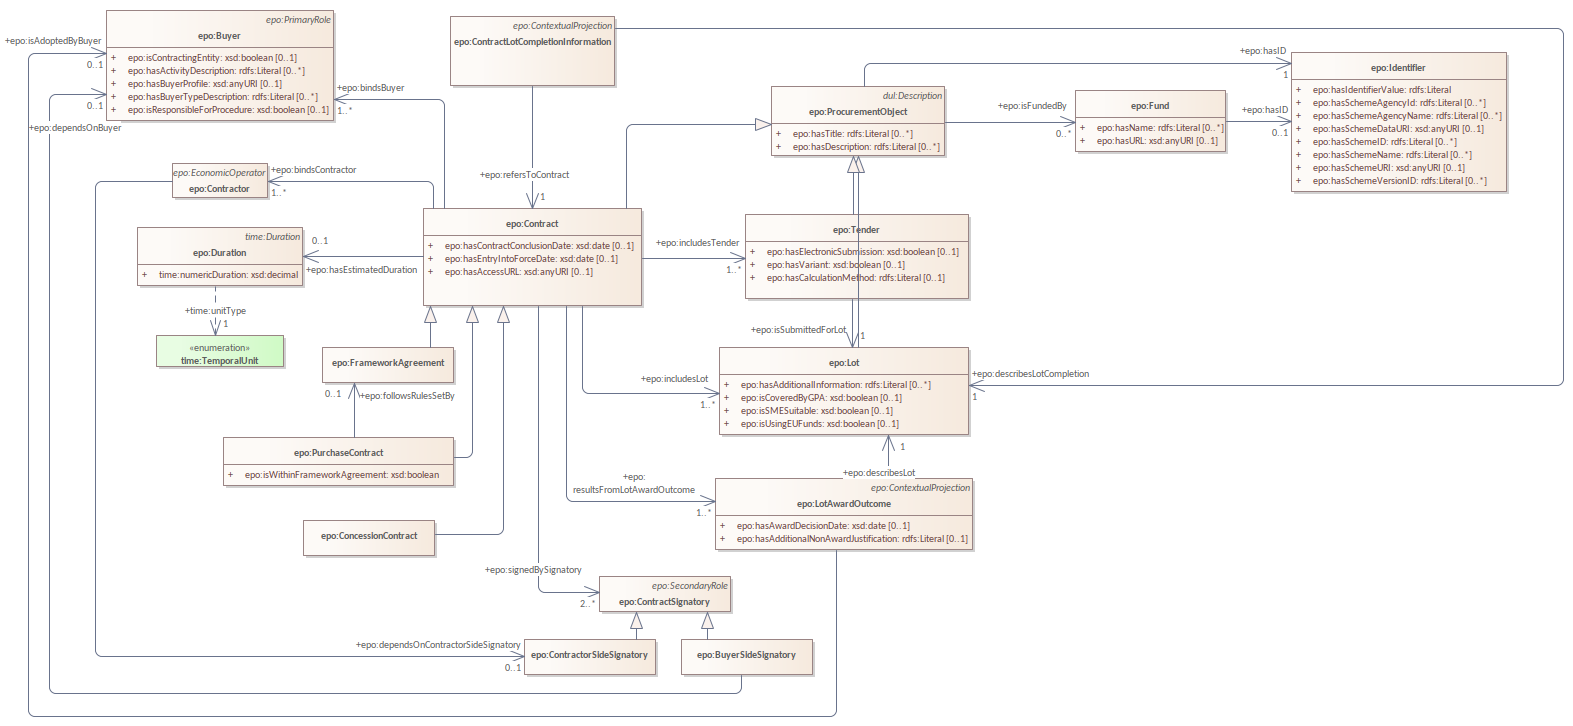 epo:PrimaryRole
epo:Buyer
+ epo:isContractingEntity: xsd:boolean [0..1]
+ epo:hasActivityDescription: rdfs:Literal [0..*]
+ epo:hasBuyerProfile: xsd:anyURI [0..1]
+ epo:hasBuyerTypeDescription: rdfs:Literal [0..*]
+ epo:isResponsibleForProcedure: xsd:boolean [0..1]
+epo:isAdoptedByBuyer
0..1
0..1
+epo:dependsOnBuyer
+epo:bindsBuyer
1..*
epo:ContextualProjection
epo:ContractLotCompletionInformation
+epo:refersToContract
1
dul:Description
epo:ProcurementObject
+ epo:hasTitle: rdfs:Literal [0..*]
+ epo:hasDescription: rdfs:Literal [0..*]
+epo:hasID
1
+epo:isFundedBy
0..*
epo:Fund
+ epo:hasName: rdfs:Literal [0..*]
+ epo:hasURL: xsd:anyURI [0..1]
+epo:hasID
0..1
epo:Identifier
+ epo:hasIdentifierValue: rdfs:Literal
+ epo:hasSchemeAgencyId: rdfs:Literal [0..*]
+ epo:hasSchemeAgencyName: rdfs:Literal [0..*]
+ epo:hasSchemeDataURI: xsd:anyURI [0..1]
+ epo:hasSchemeID: rdfs:Literal [0..*]
+ epo:hasSchemeName: rdfs:Literal [0..*]
+ epo:hasSchemeURI: xsd:anyURI [0..1]
+ epo:hasSchemeVersionID: rdfs:Literal [0..*]
epo:EconomicOperator
epo:Contractor
+epo:bindsContractor
1..*
time:Duration
epo:Duration
+ time:numericDuration: xsd:decimal
0..1
+epo:hasEstimatedDuration
+time:unitType
1
«enumeration»
time:TemporalUnit
epo:Contract
+ epo:hasContractConclusionDate: xsd:date [0..1]
+ epo:hasEntryIntoForceDate: xsd:date [0..1]
+ epo:hasAccessURL: xsd:anyURI [0..1]
+epo:includesTender
1..*
epo:Tender
+ epo:hasElectronicSubmission: xsd:boolean [0..1]
+ epo:hasVariant: xsd:boolean [0..1]
+ epo:hasCalculationMethod: rdfs:Literal [0..1]
+epo:isSubmittedForLot
1
epo:FrameworkAgreement
0..1
+epo:followsRulesSetBy
epo:PurchaseContract
+ epo:isWithinFrameworkAgreement: xsd:boolean
epo:ConcessionContract
+epo:includesLot
1..*
epo:Lot
+ epo:hasAdditionalInformation: rdfs:Literal [0..*]
+ epo:isCoveredByGPA: xsd:boolean [0..1]
+ epo:isSMESuitable: xsd:boolean [0..1]
+ epo:isUsingEUFunds: xsd:boolean [0..1]
+epo:describesLotCompletion
1
1
+epo:describesLot
+epo:
resultsFromLotAwardOutcome
1..*
epo:ContextualProjection
epo:LotAwardOutcome
+ epo:hasAwardDecisionDate: xsd:date [0..1]
+ epo:hasAdditionalNonAwardJustification: rdfs:Literal [0..1]
+epo:signedBySignatory
2..*
epo:SecondaryRole
epo:ContractSignatory
+epo:dependsOnContractorSideSignatory
0..1
epo:ContractorSideSignatory
epo:BuyerSideSignatory